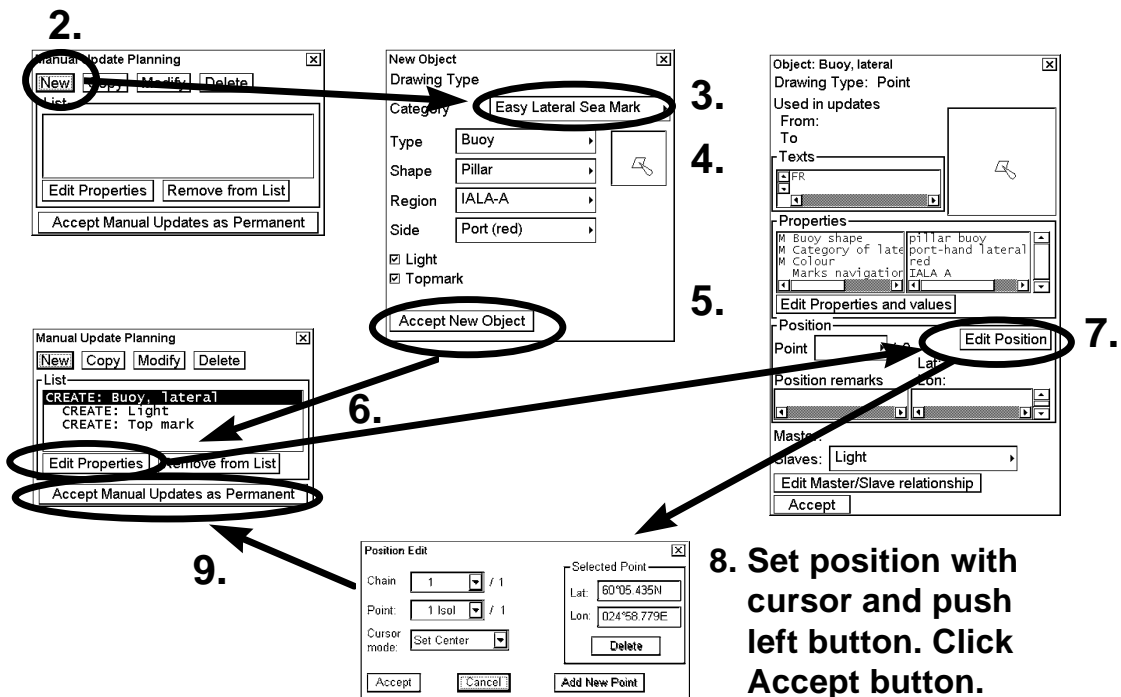 2.
Manual Update Planning
New Copy Modify Delete
List
Edit Properties Remove from List
Accept Manual Updates as Permanent
New Object
Drawing Type
Category Easy Lateral Sea Mark
Type Buoy
Shape Pillar
Region IALA-A
Side Port (red)
Light
Topmark
Accept New Object
3.
4.
5.
Object: Buoy, lateral
Drawing Type: Point
Used in updates
From:
To
Texts
FR
Properties
M Buoy shape pillar buoy
M Category of late port-hand lateral
M Colour red
Marks navigation IALA A
Edit Properties and values
Position
Point Edit Position
Lat:
Position remarks Lon:
Master:
Slaves: Light
Edit Master/Slave relationship
Accept
7.
Manual Update Planning
New Copy Modify Delete
List
CREATE: Buoy, lateral
CREATE: Light
CREATE: Top mark
Edit Properties Remove from List
Accept Manual Updates as Permanent
6.
9.
Position Edit
Chain 1 / 1
Point: 1 Isol / 1
Cursor
mode: Set Center
Selected Point
Lat: 60°05.435N
Lon: 024°58.779E
Delete
Accept Cancel Add New Point
8. Set position with
cursor and push
left button. Click
Accept button.